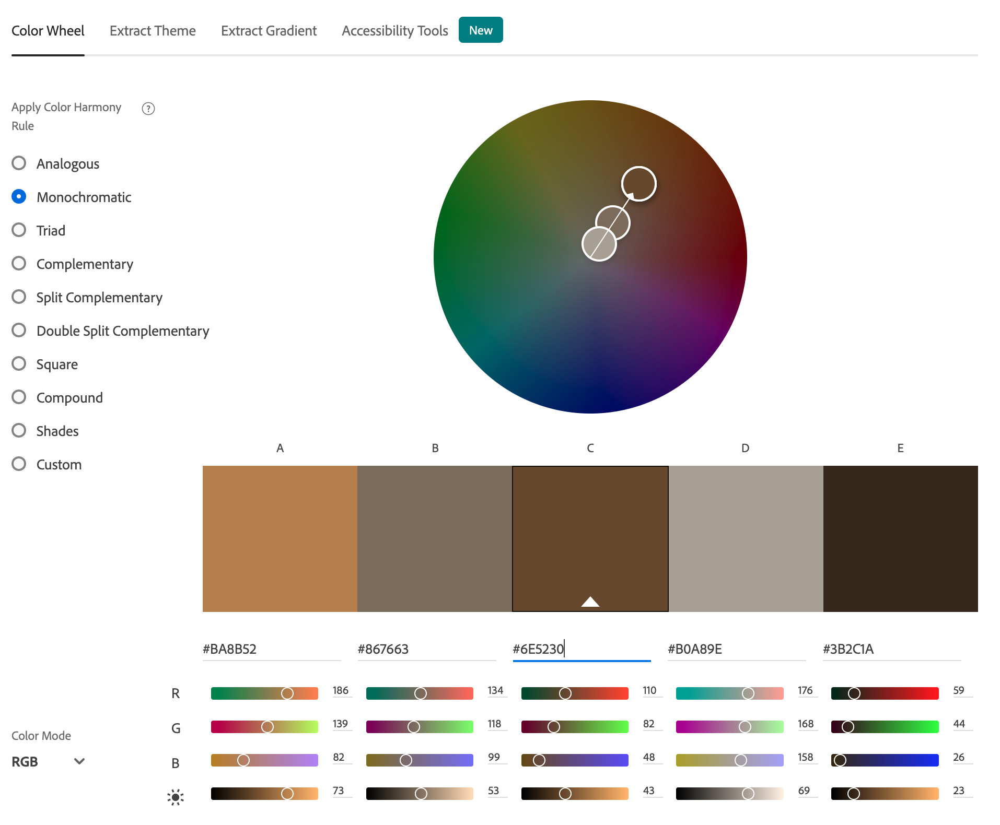 Color Wheel Extract Theme Extract Gradient Accessibility Tools New
Apply Color Harmony
Rule
?
Analogous
Monochromatic
Triad
Complementary
Split Complementary
Double Split Complementary
Square
Compound
Shades
Custom
A B C D E
#BA8B52 #867663 #6E5230 #B0A89E #3B2C1A
R 186 134 110 176 59
G 139 118 82 168 44
Color Mode
RGB
B 82 99 48 158 26
73 53 43 69 23